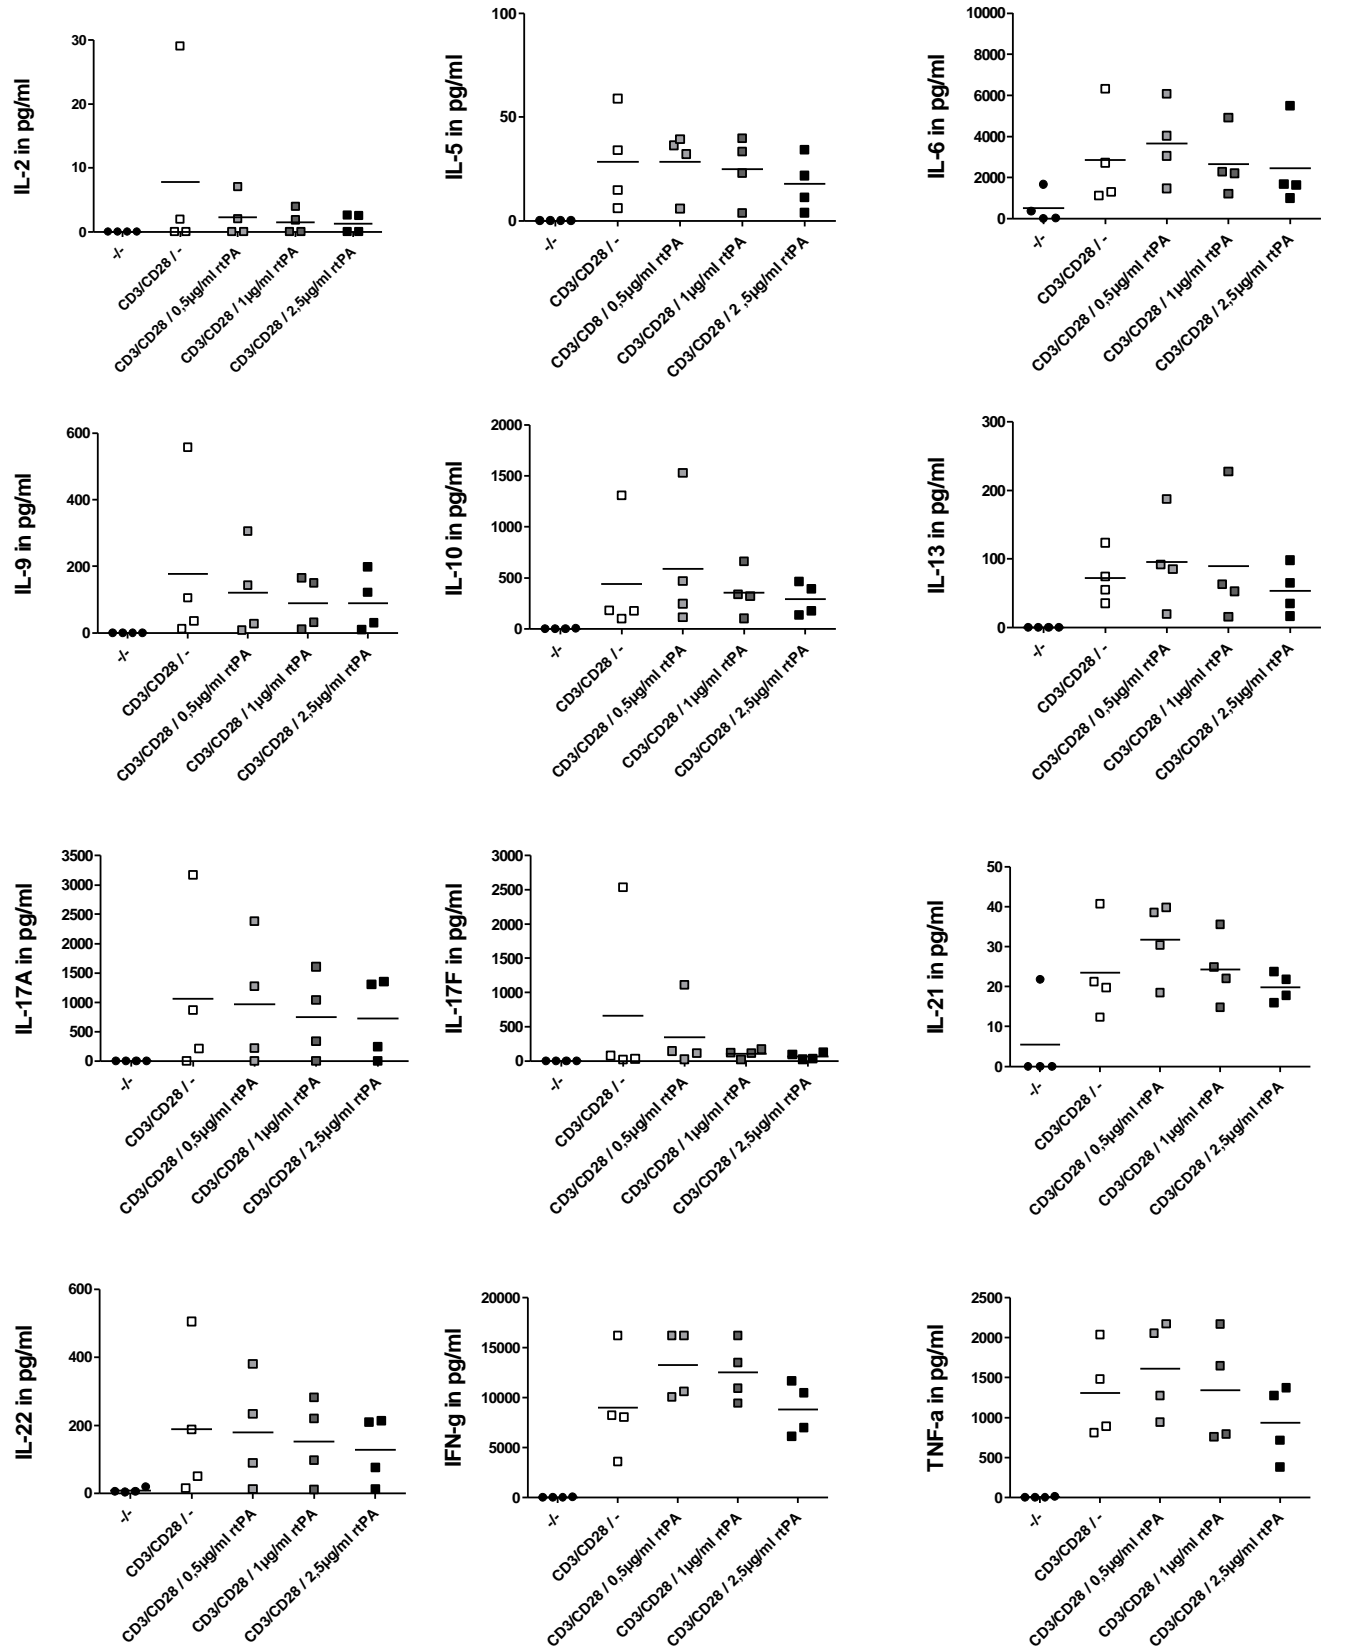 IL-2 in pg/ml
30
20
10
0
-/-
CD3/CD28 / -
CD3/CD28 / 0,5µg/ml rtPA
CD3/CD28 / 1µg/ml rtPA
CD3/CD28 / 2,5µg/ml rtPA
IL-5 in pg/ml
100
50
0
-/-
CD3/CD28 / -
CD3/CD8 / 0,5µg/ml rtPA
CD3/CD28 / 1µg/ml rtPA
CD3/CD28 / 2 ,5µg/ml rtPA
IL-6 in pg/ml
10000
8000
6000
4000
2000
0
-/-
CD3/CD28 / -
CD3/CD28 / 0,5µg/ml rtPA
CD3/CD28 / 1µg/ml rtPA
CD3/CD28 / 2,5µg/ml rtPA
IL-9 in pg/ml
600
400
200
0
-/-
CD3/CD28 / -
CD3/CD28 / 0,5µg/ml rtPA
CD3/CD28 / 1µg/ml rtPA
CD3/CD28 / 2,5µg/ml rtPA
IL-10 in pg/ml
2000
1500
1000
500
0
-/-
CD3/CD28 / -
CD3/CD28 / 0,5µg/ml rtPA
CD3/CD28 / 1µg/ml rtPA
CD3/CD28 / 2,5µg/ml rtPA
IL-13 in pg/ml
300
200
100
0
-/-
CD3/CD28 / -
CD3/CD28 / 0,5µg/ml rtPA
CD3/CD28 / 1µg/ml rtPA
CD3/CD28 / 2,5µg/ml rtPA
IL-17A in pg/ml
3500
3000
2500
2000
1500
1000
500
0
-/-
CD3/CD28 / -
CD3/CD28 / 0,5µg/ml rtPA
CD3/CD28 / 1µg/ml rtPA
CD3/CD28 / 2,5µg/ml rtPA
IL-17F in pg/ml
3000
2500
2000
1500
1000
500
0
-/-
CD3/CD28 / -
CD3/CD28 / 0,5µg/ml rtPA
CD3/CD28 / 1µg/ml rtPA
CD3/CD28 / 2,5µg/ml rtPA
IL-21 in pg/ml
50
40
30
20
10
0
-/-
CD3/CD28 / -
CD3/CD28 / 0,5µg/ml rtPA
CD3/CD28 / 1µg/ml rtPA
CD3/CD28 / 2,5µg/ml rtPA
IL-22 in pg/ml
600
400
200
0
-/-
CD3/CD28 / -
CD3/CD28 / 0,5µg/ml rtPA
CD3/CD28 / 1µg/ml rtPA
CD3/CD28 / 2,5µg/ml rtPA
IFN-g in pg/ml
20000
15000
10000
5000
0
-/-
CD3/CD28 / -
CD3/CD28 / 0,5µg/ml rtPA
CD3/CD28 / 1µg/ml rtPA
CD3/CD28 / 2,5µg/ml rtPA
TNF-a in pg/ml
2500
2000
1500
1000
500
0
-/-
CD3/CD28 / -
CD3/CD28 / 0,5µg/ml rtPA
CD3/CD28 / 1µg/ml rtPA
CD3/CD28 / 2,5µg/ml rtPA